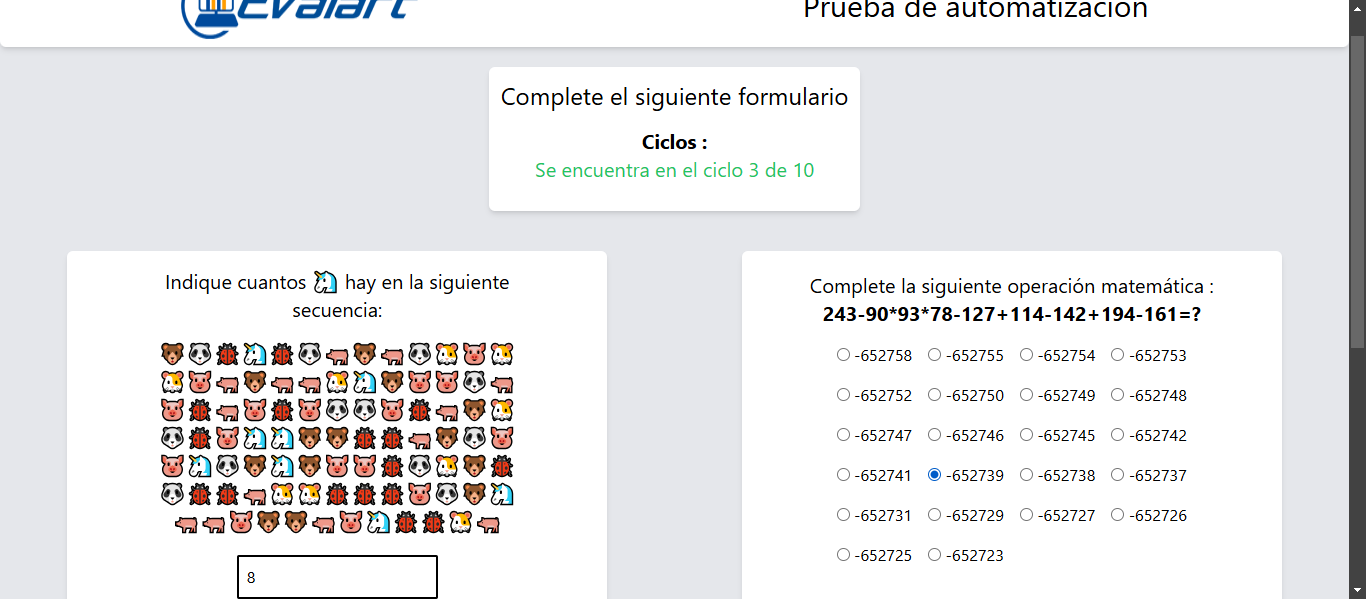 Evalart
Prueba de automatización
Complete el siguiente formulario
Ciclos :
Se encuentra en el ciclo 3 de 10
Indique cuantos 🦄 hay en la siguiente
secuencia:
8
Complete la siguiente operación matemática :
243-90*93*78-127+114-142+194-161=?
-652758 -652755 -652754 -652753
-652752 -652750 -652749 -652748
-652747 -652746 -652745 -652742
-652741 -652739 -652738 -652737
-652731 -652729 -652727 -652726
-652725 -652723